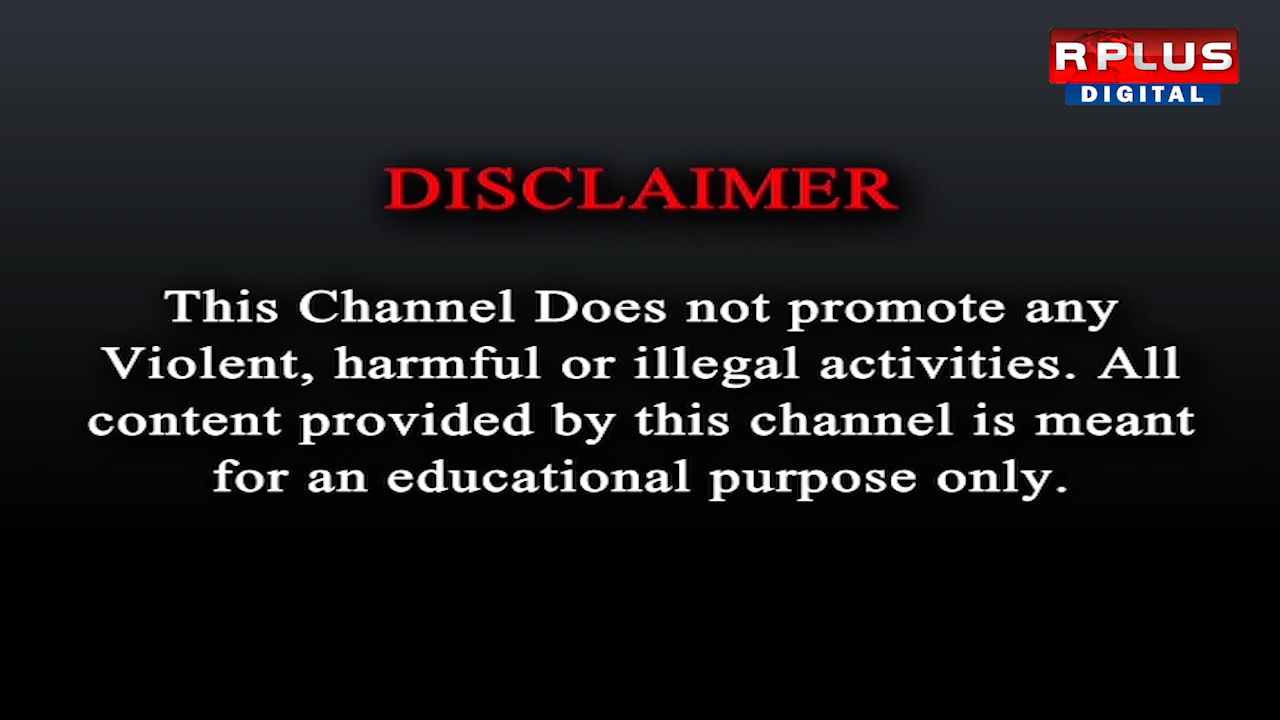 RPLUS
DIGITAL
DISCLAIMER
This Channel Does not promote any
Violent, harmful or illegal activities. All
content provided by this channel is meant
for an educational purpose only.